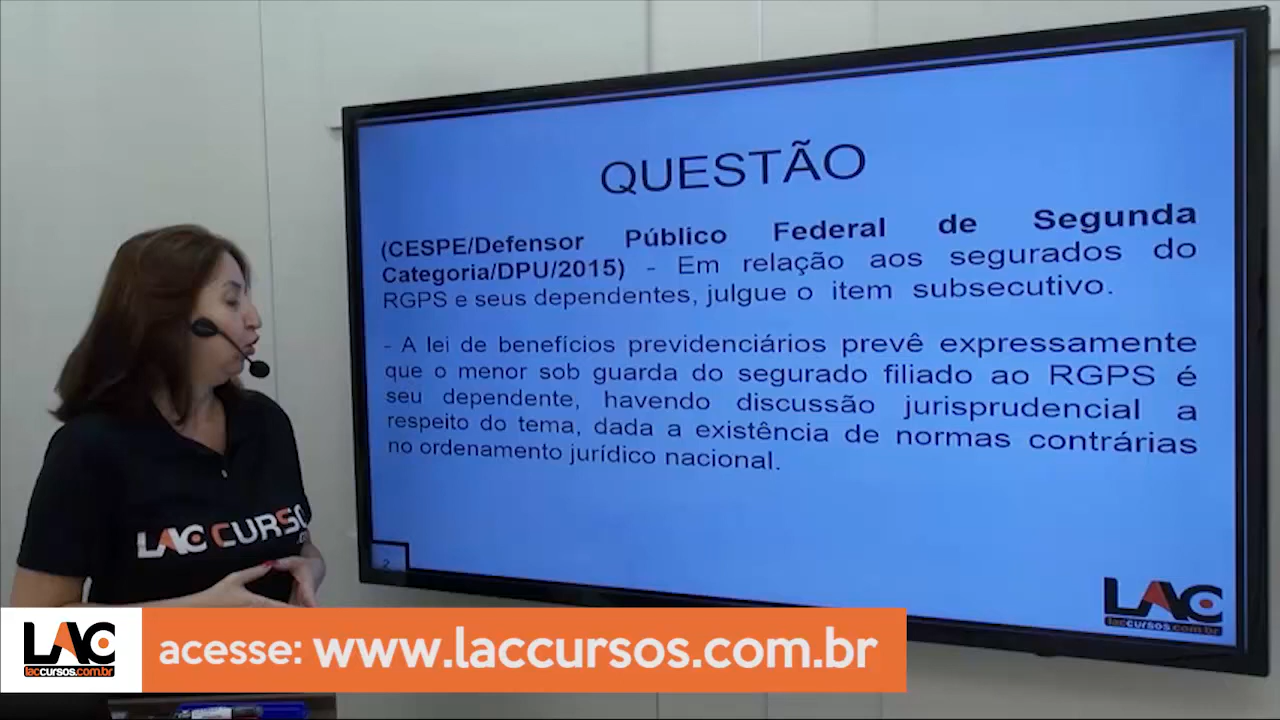 QUESTÃO
(CESPE/Defensor Público Federal de Segunda
Categoria/DPU/2015) - Em relação aos segurados do
RGPS e seus dependentes, julgue o item subsecutivo.
- A lei de benefícios previdenciários prevê expressamente
que o menor sob guarda do segurado filiado ao RGPS é
seu dependente, havendo discussão jurisprudencial a
respeito do tema, dada a existência de normas contrárias
no ordenamento jurídico nacional.
2
LAC
laccursos.com.br
LAC CURSO
LAC
laccursos.com.br
acesse: www.laccursos.com.br